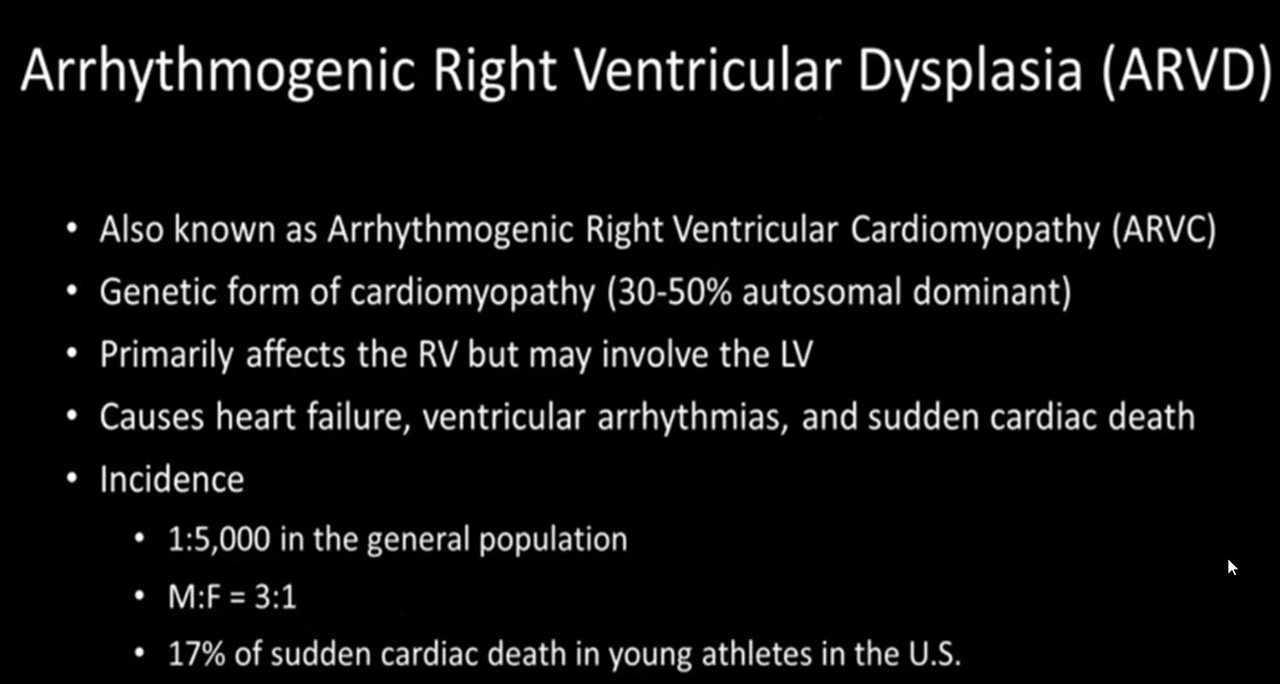 Arrhythmogenic Right Ventricular Dysplasia (ARVD)
• Also known as Arrhythmogenic Right Ventricular Cardiomyopathy (ARVC)
• Genetic form of cardiomyopathy (30-50% autosomal dominant)
• Primarily affects the RV but may involve the LV
• Causes heart failure, ventricular arrhythmias, and sudden cardiac death
• Incidence
• 1:5,000 in the general population
• M:F = 3:1
• 17% of sudden cardiac death in young athletes in the U.S.